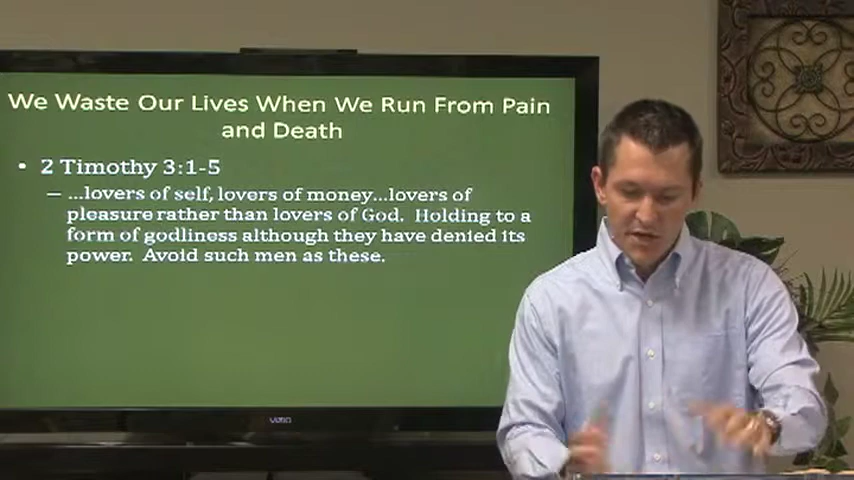 We Waste Our Lives When We Run From Pain
and Death
• 2 Timothy 3:1-5
– ...lovers of self, lovers of money...lovers of
pleasure rather than lovers of God. Holding to a
form of godliness although they have denied its
power. Avoid such men as these.
VIZIO